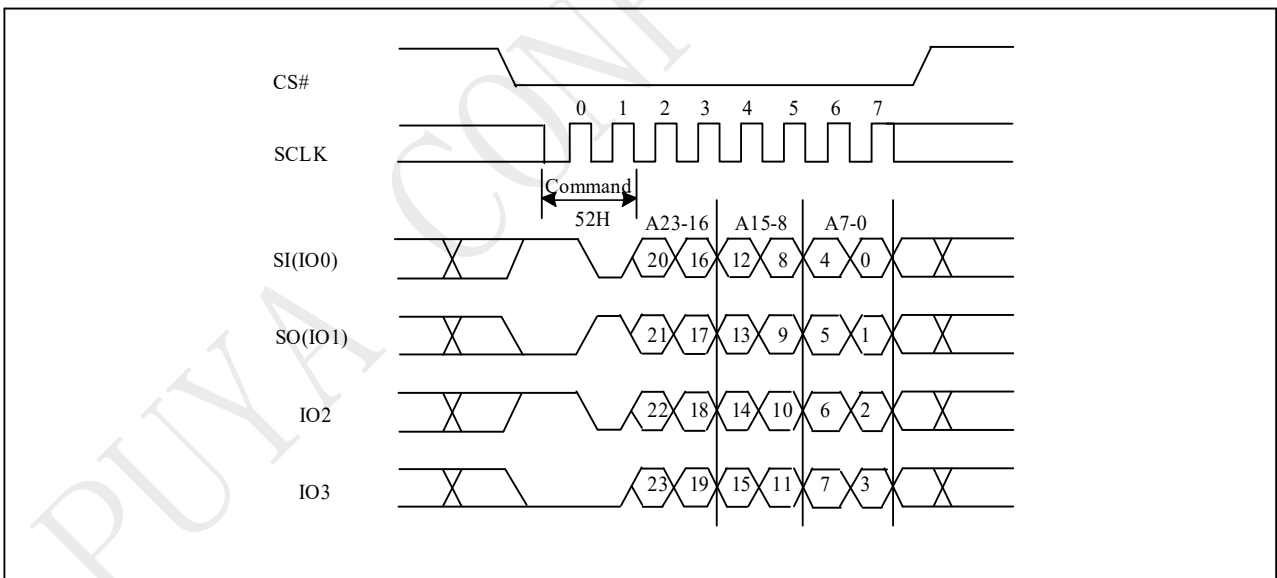 PUYA CONF
CS#
0 1 2 3 4 5 6 7
SCLK
Command
52H
A23-16 A15-8 A7-0
SI(IO0) 20 16 12 8 4 0
SO(IO1) 21 17 13 9 5 1
IO2 22 18 14 10 6 2
IO3 23 19 15 11 7 3